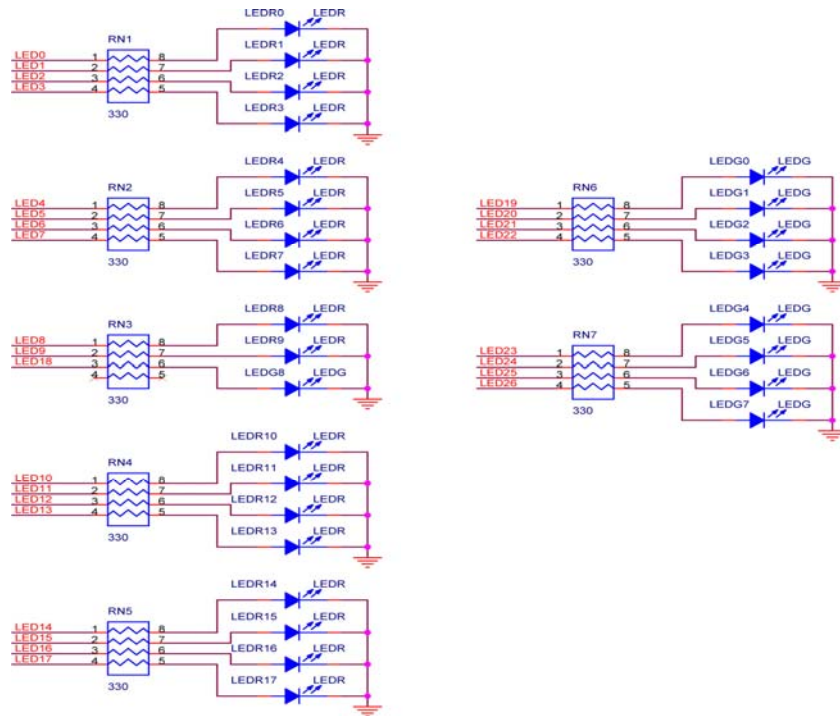 LEDR0 LEDR
RN1
LED0 1 8 LEDR1 LEDR
LED1 2 7
LED2 3 6 LEDR2 LEDR
LED3 4 5
LEDR3 LEDR
330
LEDR4 LEDR
RN2
LED4 1 8 LEDR5 LEDR
LED5 2 7
LED6 3 6 LEDR6 LEDR
LED7 4 5
LEDR7 LEDR
330
LEDR8 LEDR
RN3
LED8 1 8 LEDR9 LEDR
LED9 2 7
LED18 3 6 LEDG8 LEDG
4 5
330
LEDR10 LEDR
RN4
LED10 1 8 LEDR11 LEDR
LED11 2 7
LED12 3 6 LEDR12 LEDR
LED13 4 5
LEDR13 LEDR
330
LEDR14 LEDR
RN5
LED14 1 8 LEDR15 LEDR
LED15 2 7
LED16 3 6 LEDR16 LEDR
LED17 4 5
LEDR17 LEDR
330
LEDG0 LEDG
RN6
LED19 1 8 LEDG1 LEDG
LED20 2 7
LED21 3 6 LEDG2 LEDG
LED22 4 5
LEDG3 LEDG
330
LEDG4 LEDG
RN7
LED23 1 8 LEDG5 LEDG
LED24 2 7
LED25 3 6 LEDG6 LEDG
LED26 4 5
LEDG7 LEDG
330